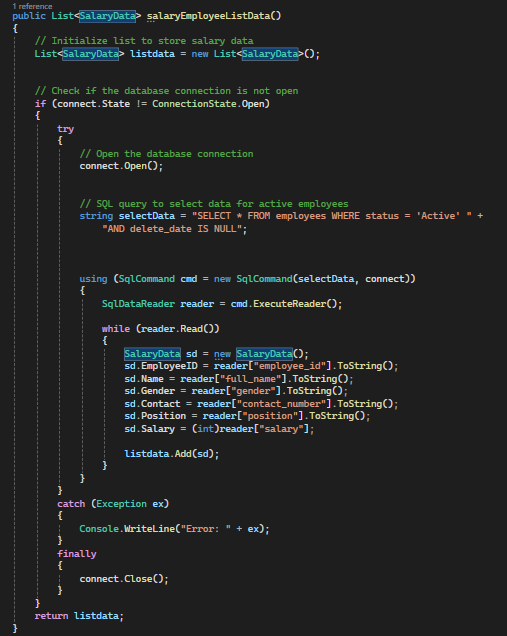 1 reference
public List<SalaryData> salaryEmployeeListData()
{
// Initialize list to store salary data
List<SalaryData> listdata = new List<SalaryData>();
// Check if the database connection is not open
if (connect.State != ConnectionState.Open)
{
try
{
// Open the database connection
connect.Open();
// SQL query to select data for active employees
string selectData = "SELECT * FROM employees WHERE status = 'Active' " +
"AND delete_date IS NULL";
using (SqlCommand cmd = new SqlCommand(selectData, connect))
{
SqlDataReader reader = cmd.ExecuteReader();
while (reader.Read())
{
SalaryData sd = new SalaryData();
sd.EmployeeID = reader["employee_id"].ToString();
sd.Name = reader["full_name"].ToString();
sd.Gender = reader["gender"].ToString();
sd.Contact = reader["contact_number"].ToString();
sd.Position = reader["position"].ToString();
sd.Salary = (int)reader["salary"];
listdata.Add(sd);
}
}
}
catch (Exception ex)
{
Console.WriteLine("Error: " + ex);
}
finally
{
connect.Close();
}
}
return listdata;
}